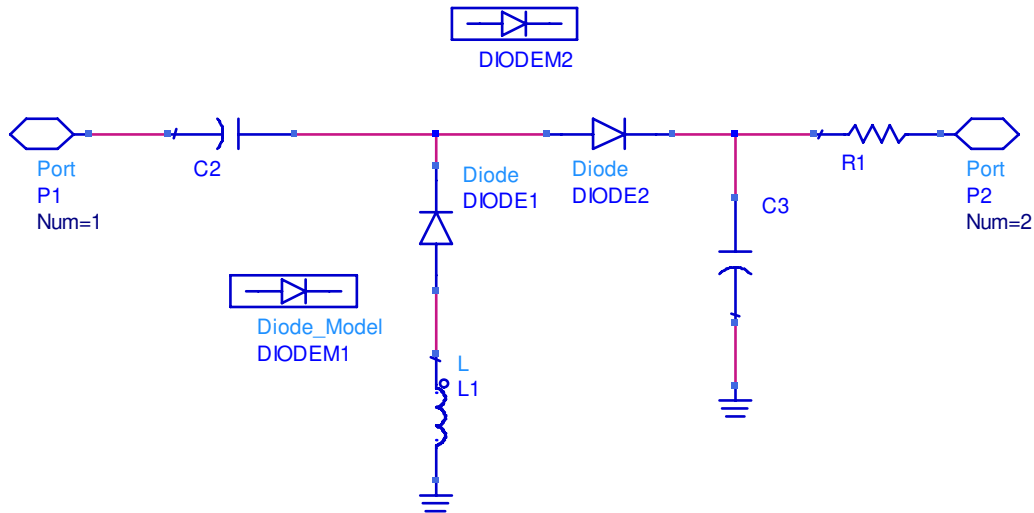 DIODEM2
Port
P1
Num=1
C2
Diode
DIODE1
Diode
DIODE2
R1
Port
P2
Num=2
C3
Diode_Model
DIODEM1
L
L1